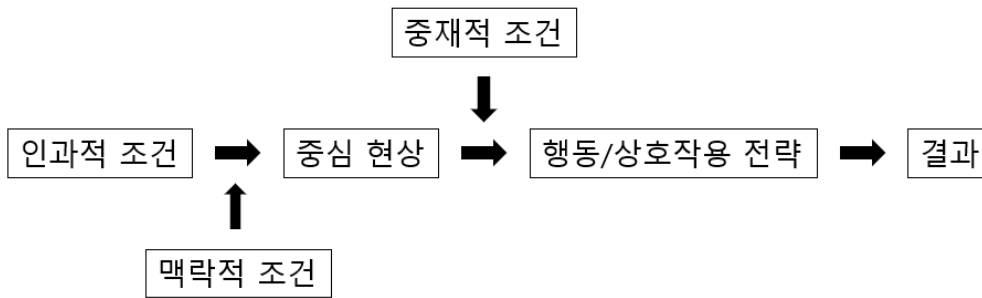 중재적 조건
인과적 조건
중심 현상
행동/상호작용 전략
결과
맥락적 조건